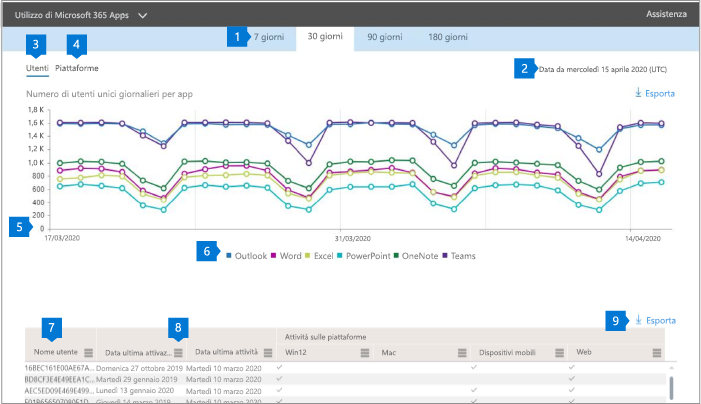 Utilizzo di Microsoft 365 Apps
Assistenza
1 7 giorni 30 giorni 90 giorni 180 giorni
3 4
2 Data da mercoledì 15 aprile 2020 (UTC)
Utenti Piattaforme
Numero di utenti unici giornalieri per app
Esporta
1,8 K
1,6 K
1,4 K
1,2 K
1,0 K
800
600
400
200
5 0
17/03/2020 31/03/2020 14/04/2020
6 Outlook Word Excel PowerPoint OneNote Teams
9 Esporta
7 8
Attività sulle piattaforme
Nome utente Data ultima attivaz... Data ultima attività Win12 Mac Dispositivi mobili Web
16BEC161E00AE67A... Domenica 27 ottobre 2019 Martedì 10 marzo 2020
BD8CF3E4E49EEA1C... Martedì 29 gennaio 2019 Martedì 10 marzo 2020
AEC5ED09E469E499... Lunedì 13 gennaio 2020 Martedì 10 marzo 2020
Giovedì 14 marzo 2019 Martedì 10 marzo 2020